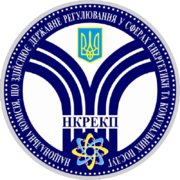 НАЦІОНАЛЬНА КОМІСІЯ, ЩО ЗДІЙСНЮЄ ДЕРЖАВНЕ РЕГУЛЮВАННЯ У СФЕРАХ ЕНЕРГЕТИКИ ТА КОМУНАЛЬНИХ ПОСЛУГ
НКРЕКП